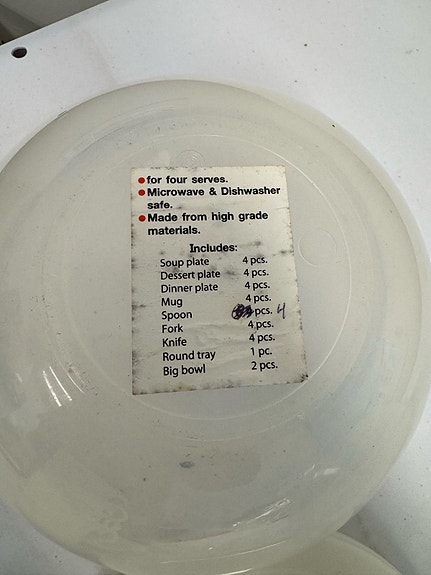 ● for four serves.
● Microwave & Dishwasher
safe.
● Made from high grade
materials.
Includes:
Soup plate 4 pcs.
Dessert plate 4 pcs.
Dinner plate 4 pcs.
Mug 4 pcs.
Spoon pcs. 4
Fork 4 pcs.
Knife 4 pcs.
Round tray 1 pc.
Big bowl 2 pcs.